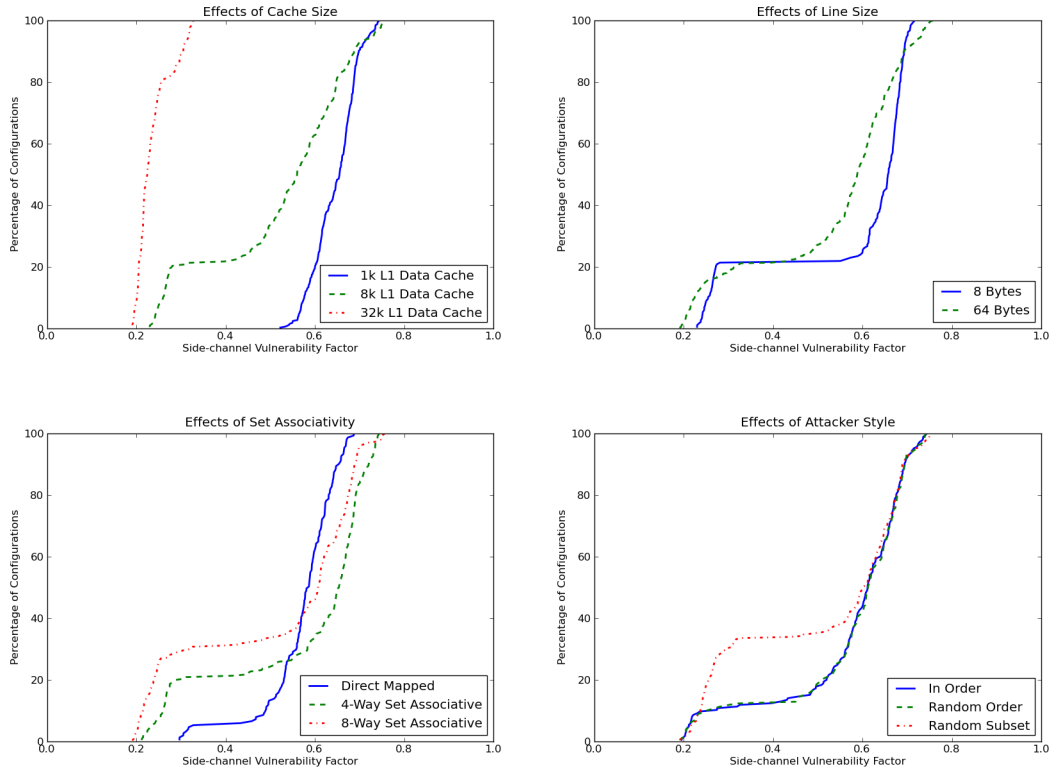 Effects of Cache Size
Percentage of Configurations
100
80
60
40
20
0
0.0 0.2 0.4 0.6 0.8 1.0
Side-channel Vulnerability Factor
1k L1 Data Cache
8k L1 Data Cache
32k L1 Data Cache
Effects of Line Size
Percentage of Configurations
100
80
60
40
20
0
0.0 0.2 0.4 0.6 0.8 1.0
Side-channel Vulnerability Factor
8 Bytes
64 Bytes
Effects of Set Associativity
Percentage of Configurations
100
80
60
40
20
0
0.0 0.2 0.4 0.6 0.8 1.0
Side-channel Vulnerability Factor
Direct Mapped
4-Way Set Associative
8-Way Set Associative
Effects of Attacker Style
Percentage of Configurations
100
80
60
40
20
0
0.0 0.2 0.4 0.6 0.8 1.0
Side-channel Vulnerability Factor
In Order
Random Order
Random Subset